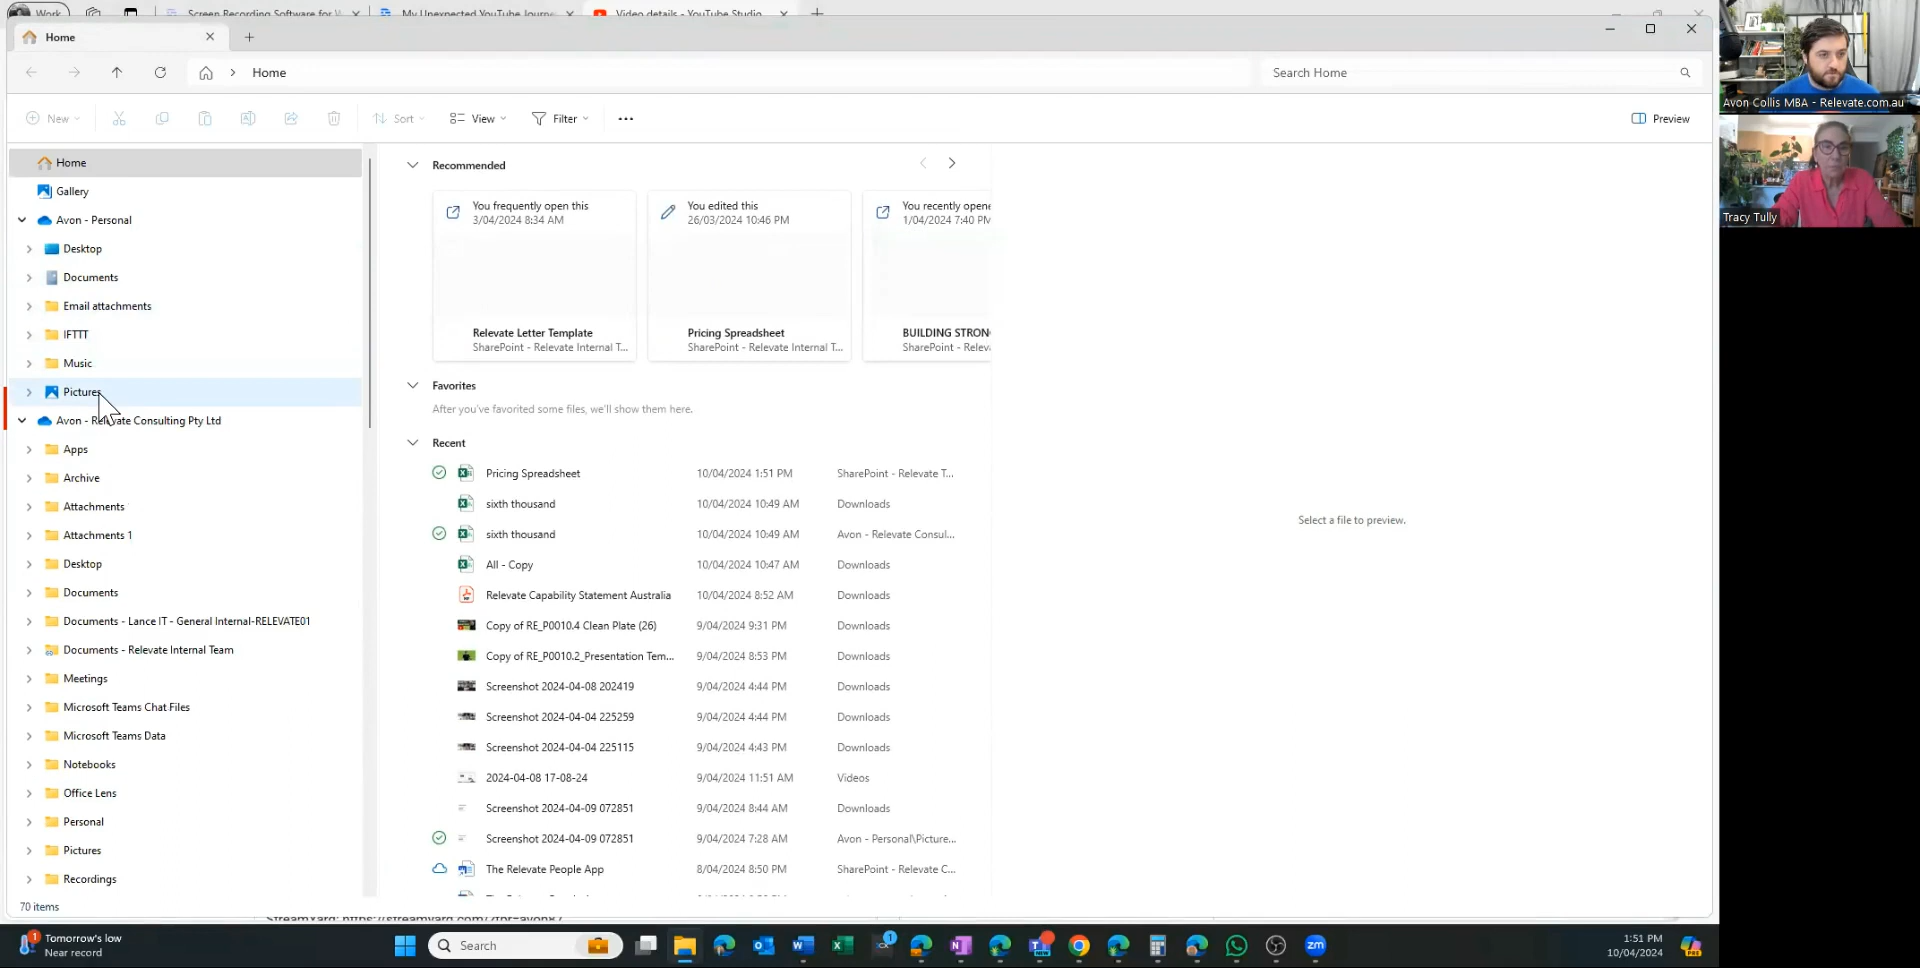 Work
Screen Recording Software for
My Unexpected YouTube Journe
Video details - YouTube Studio
Home
Home
Search Home
New
Sort
View
Filter
Preview
Home
Gallery
Avon - Personal
Desktop
Documents
Email attachments
IFTTT
Music
Pictures
Avon - Relevate Consulting Pty Ltd
Apps
Archive
Attachments
Attachments 1
Desktop
Documents
Documents - Lance IT - General Internal-RELEVATE01
Documents - Relevate Internal Team
Meetings
Microsoft Teams Chat Files
Microsoft Teams Data
Notebooks
Office Lens
Personal
Pictures
Recordings
70 items
Recommended
You frequently open this
3/04/2024 8:34 AM
Relevate Letter Template
SharePoint - Relevate Internal T...
You edited this
26/03/2024 10:46 PM
Pricing Spreadsheet
SharePoint - Relevate Internal T...
You recently opene
1/04/2024 7:40 PM
BUILDING STRON
SharePoint - Releva
Favorites
After you've favorited some files, we'll show them here.
Recent
Pricing Spreadsheet 10/04/2024 1:51 PM SharePoint - Relevate T...
sixth thousand 10/04/2024 10:49 AM Downloads
sixth thousand 10/04/2024 10:49 AM Avon - Relevate Consul...
All - Copy 10/04/2024 10:47 AM Downloads
Relevate Capability Statement Australia 10/04/2024 8:52 AM Downloads
Copy of RE_P0010.4 Clean Plate (26) 9/04/2024 9:31 PM Downloads
Copy of RE_P0010.2_Presentation Tem... 9/04/2024 8:53 PM Downloads
Screenshot 2024-04-08 202419 9/04/2024 4:44 PM Downloads
Screenshot 2024-04-04 225259 9/04/2024 4:44 PM Downloads
Screenshot 2024-04-04 225115 9/04/2024 4:43 PM Downloads
2024-04-08 17-08-24 9/04/2024 11:51 AM Videos
Screenshot 2024-04-09 072851 9/04/2024 8:44 AM Downloads
Screenshot 2024-04-09 072851 9/04/2024 7:28 AM Avon - Personal\Picture...
The Relevate People App 8/04/2024 8:50 PM SharePoint - Relevate C...
Select a file to preview.
Avon Collis MBA - Relevate.com.au
Tracy Tully
StreamYard: https://streamyard.com/?fpr=avon87
1
Tomorrow's low
Near record
Search
1
zm
1:51 PM
10/04/2024